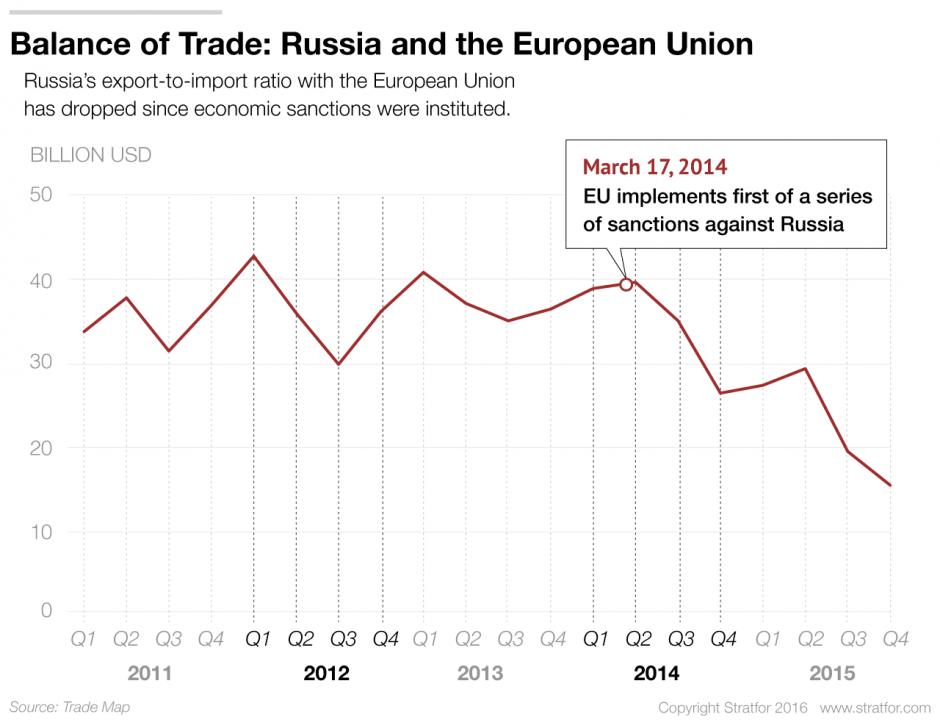 Balance of Trade: Russia and the European Union
Russia's export-to-import ratio with the European Union
has dropped since economic sanctions were instituted.
BILLION USD
March 17, 2014
EU implements first of a series
of sanctions against Russia
50
40
30
20
10
0
Q1 Q2 Q3 Q4 Q1 Q2 Q3 Q4 Q1 Q2 Q3 Q4 Q1 Q2 Q3 Q4 Q1 Q2 Q3 Q4
2011 2012 2013 2014 2015
Source: Trade Map
Copyright Stratfor 2016 www.stratfor.com